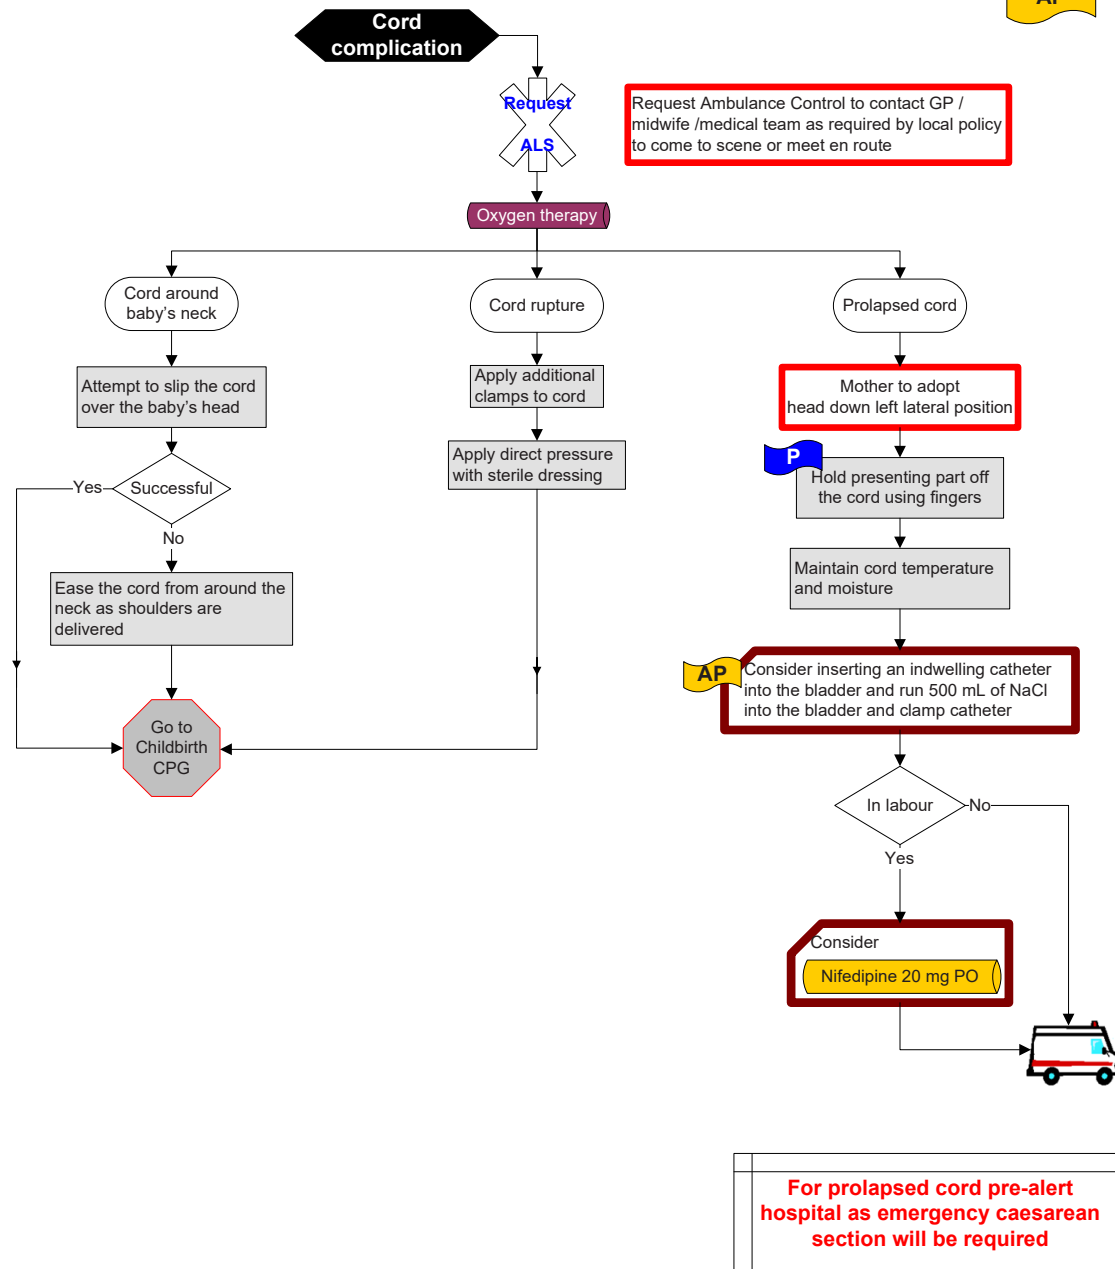 AP
Cord
complication
Request
ALS
Request Ambulance Control to contact GP /
midwife /medical team as required by local policy
to come to scene or meet en route
Oxygen therapy
Cord around
baby's neck
Cord rupture
Prolapsed cord
Attempt to slip the cord
over the baby's head
Apply additional
clamps to cord
Mother to adopt
head down left lateral position
Successful
Yes
No
Apply direct pressure
with sterile dressing
P
Hold presenting part off
the cord using fingers
Ease the cord from around the
neck as shoulders are
delivered
Maintain cord temperature
and moisture
AP
Consider inserting an indwelling catheter
into the bladder and run 500 mL of NaCl
into the bladder and clamp catheter
Go to
Childbirth
CPG
In labour
No
Yes
Consider
Nifedipine 20 mg PO
For prolapsed cord pre-alert
hospital as emergency caesarean
section will be required